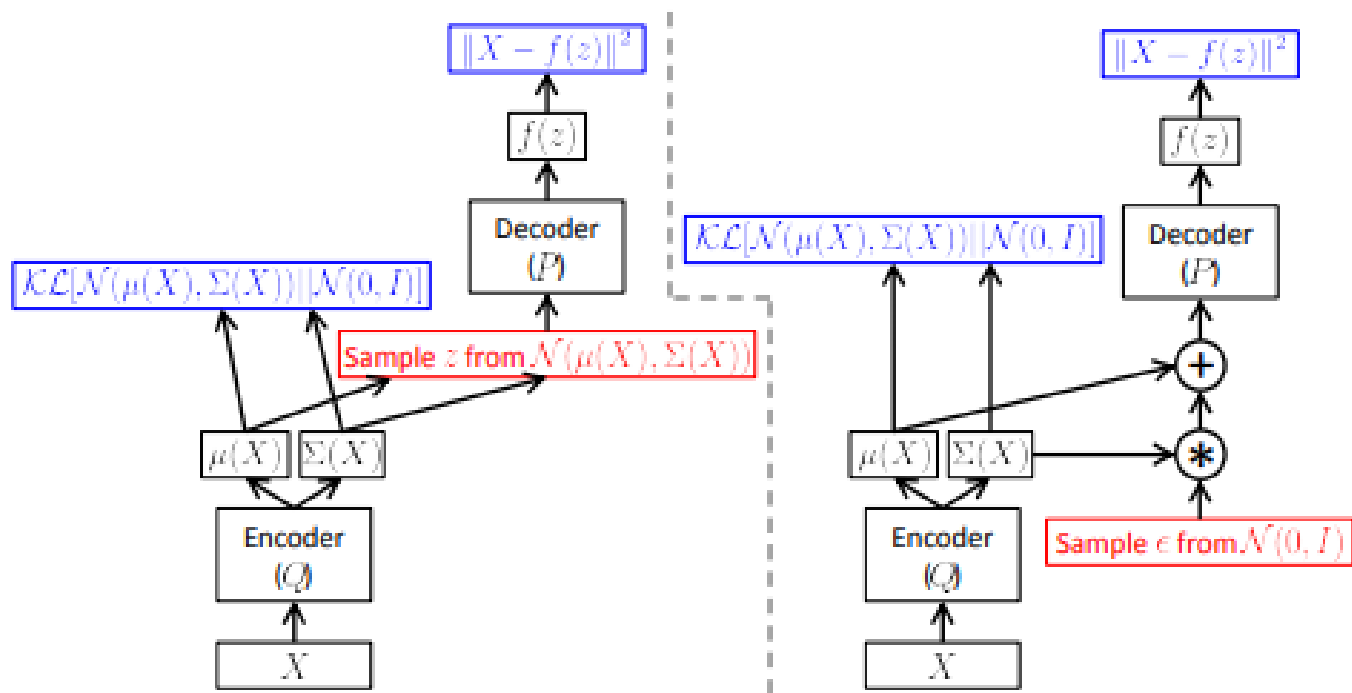 ‖X − f(z)‖²
f(z)
Decoder
(P)
𝒦ℒ[𝒩(μ(X), Σ(X))||𝒩(0, I)]
Sample z from 𝒩(μ(X), Σ(X))
μ(X)
Σ(X)
Encoder
(Q)
X
‖X − f(z)‖²
f(z)
Decoder
(P)
𝒦ℒ[𝒩(μ(X), Σ(X))||𝒩(0, I)]
+
μ(X)
Σ(X)
*
Encoder
(Q)
Sample ϵ from 𝒩(0, I)
X